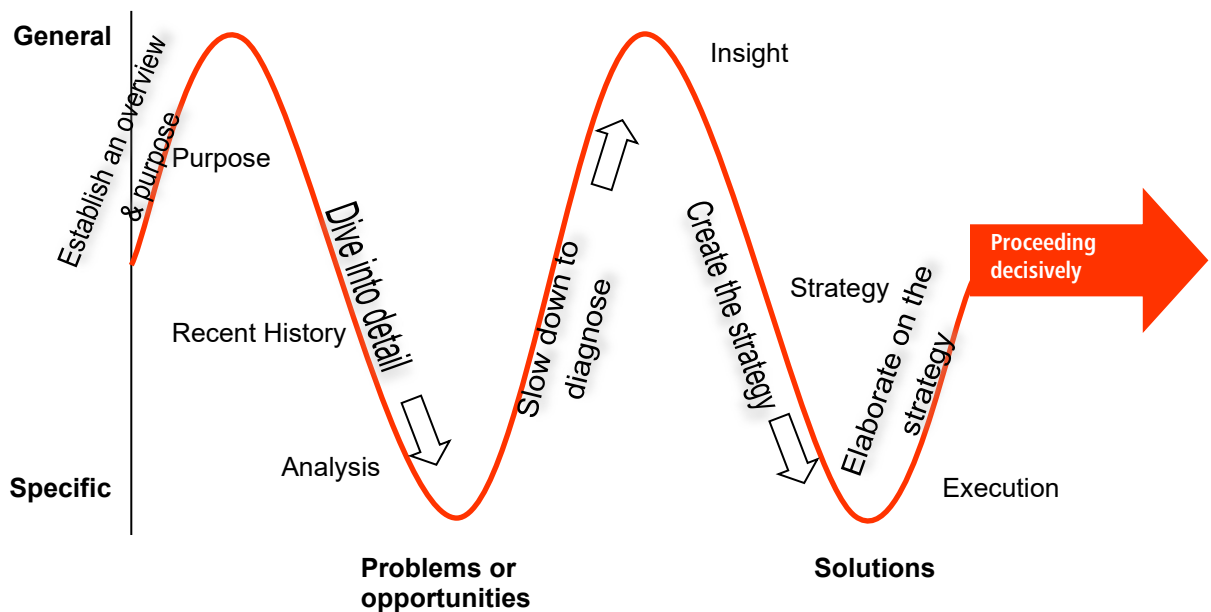 General
Establish an overview
& purpose
Purpose
Recent History
Analysis
Specific
Dive into detail
Problems or
opportunities
Slow down to
diagnose
Insight
Create the strategy
Strategy
Elaborate on the
strategy
Execution
Solutions
Proceeding
decisively